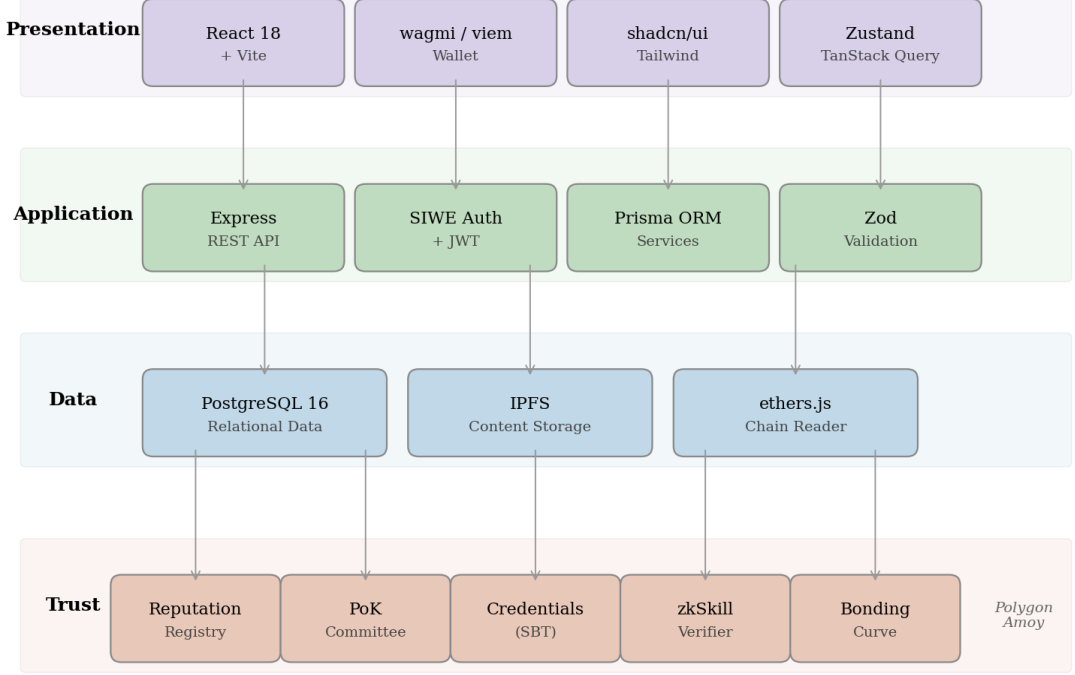 Presentation
React 18
+ Vite
wagmi / viem
Wallet
shadcn/ui
Tailwind
Zustand
TanStack Query
Application
Express
REST API
SIWE Auth
+ JWT
Prisma ORM
Services
Zod
Validation
Data
PostgreSQL 16
Relational Data
IPFS
Content Storage
ethers.js
Chain Reader
Trust
Reputation
Registry
PoK
Committee
Credentials
(SBT)
zkSkill
Verifier
Bonding
Curve
Polygon
Amoy